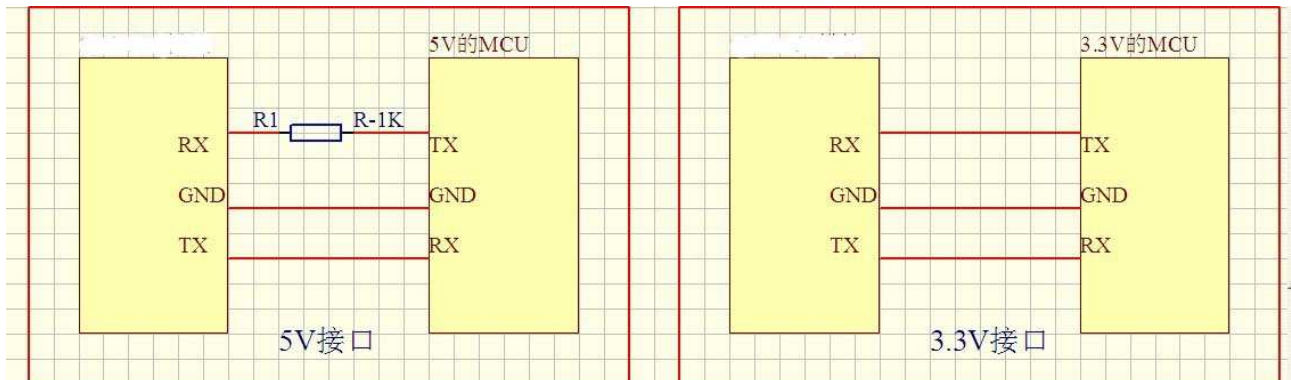 5V的MCU
R1
R-1K
RX
TX
GND
GND
TX
RX
5V接口
3.3V的MCU
RX
TX
GND
GND
TX
RX
3.3V接口